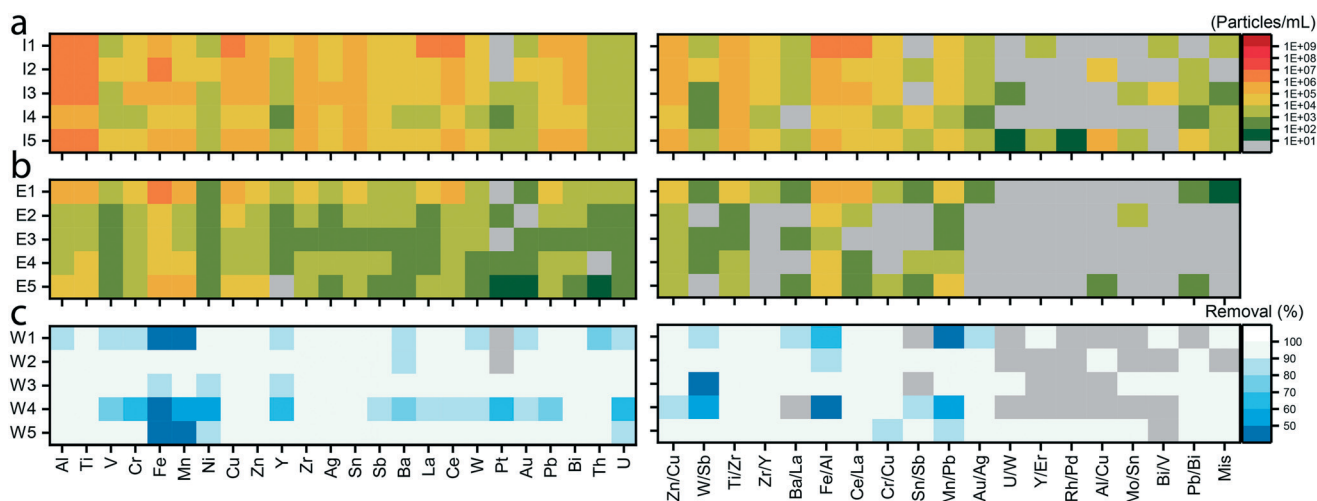 a
(Particles/mL)
I1
I2
I3
I4
I5
1E+09
1E+08
1E+07
1E+06
1E+05
1E+04
1E+03
1E+02
1E+01
b
E1
E2
E3
E4
E5
c
Removal (%)
W1
W2
W3
W4
W5
100
90
80
70
60
50
Al Ti V Cr Fe Mn Ni Cu Zn Y Zr Ag Sn Sb Ba La Ce W Pt Au Pb Bi Th U
Zn/Cu W/Sb Ti/Zr Zr/Y Ba/La Fe/Al Ce/La Cr/Cu Sn/Sb Mn/Pb Au/Ag U/W Y/Er Rh/Pd Al/Cu Mo/Sn Bi/V Pb/Bi Mis